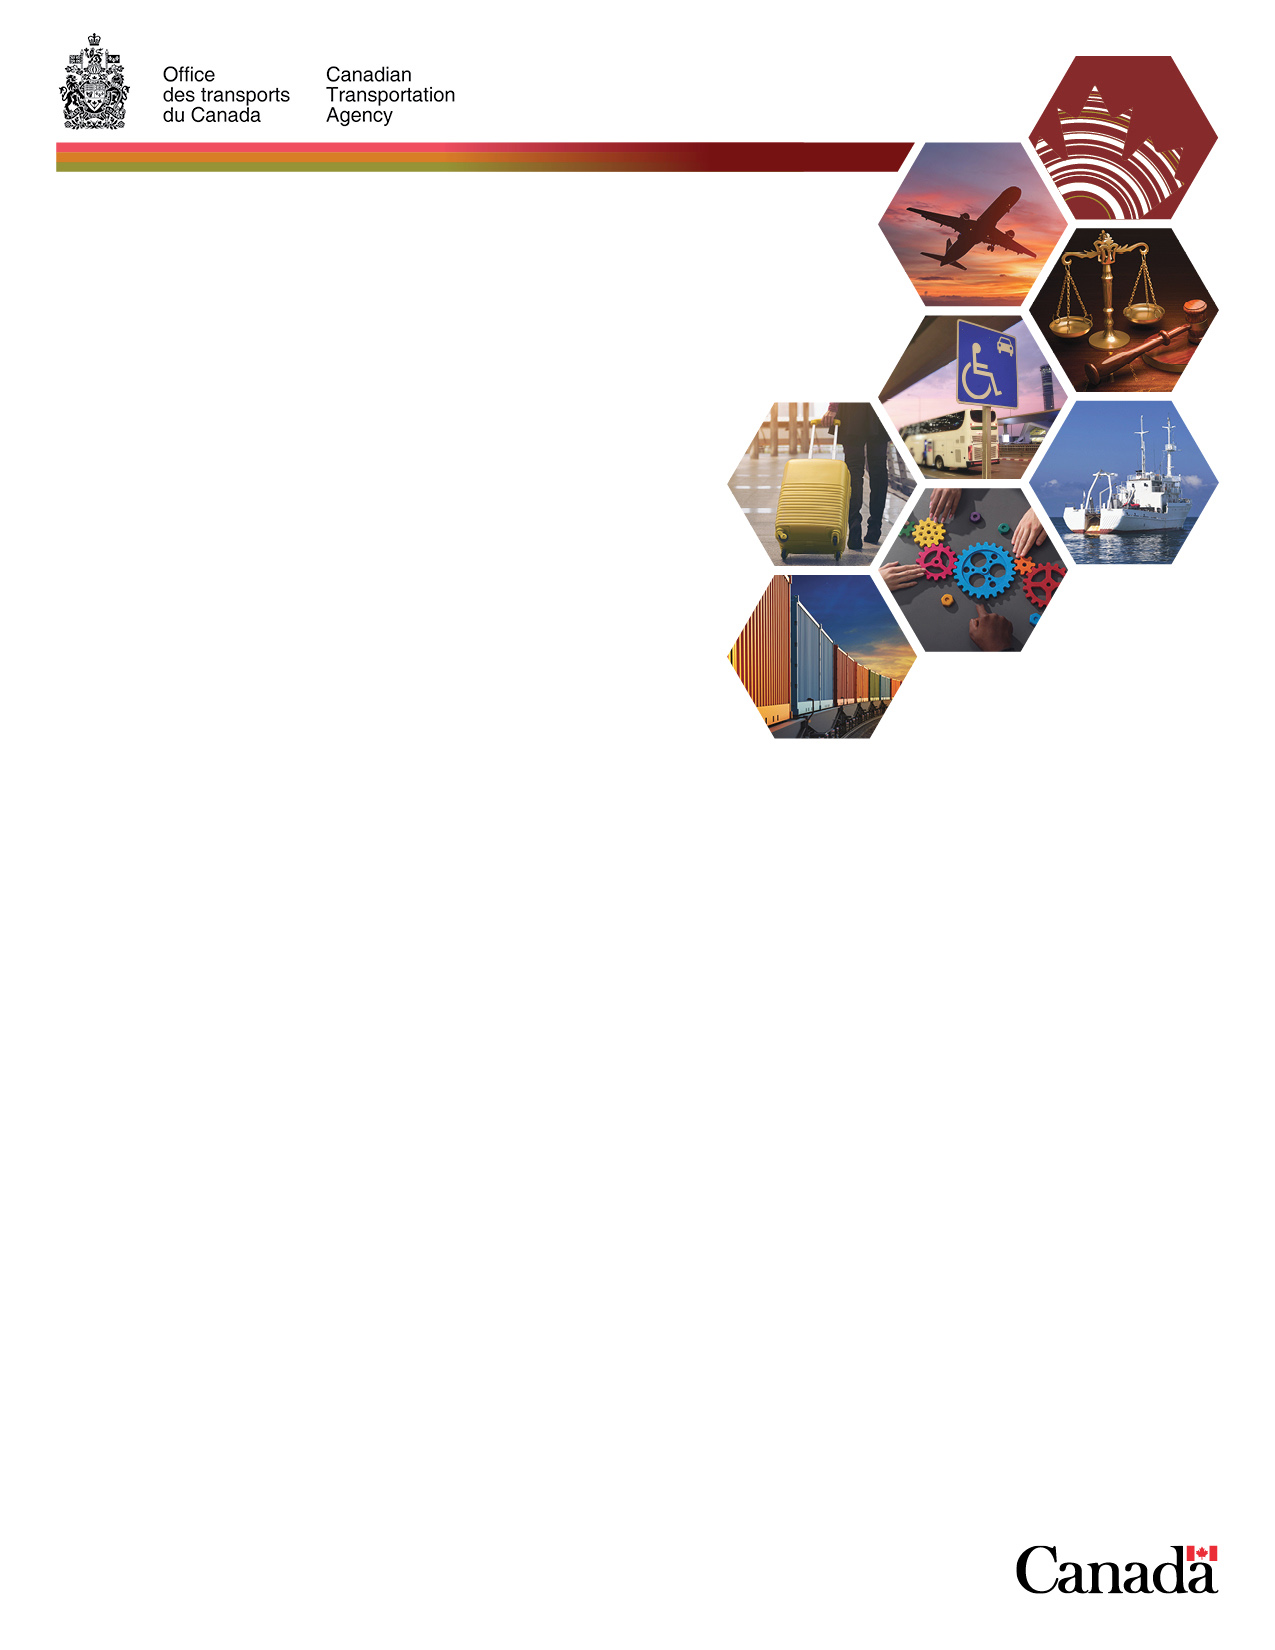 Office
des transports
du Canada
Canadian
Transportation
Agency
Canada